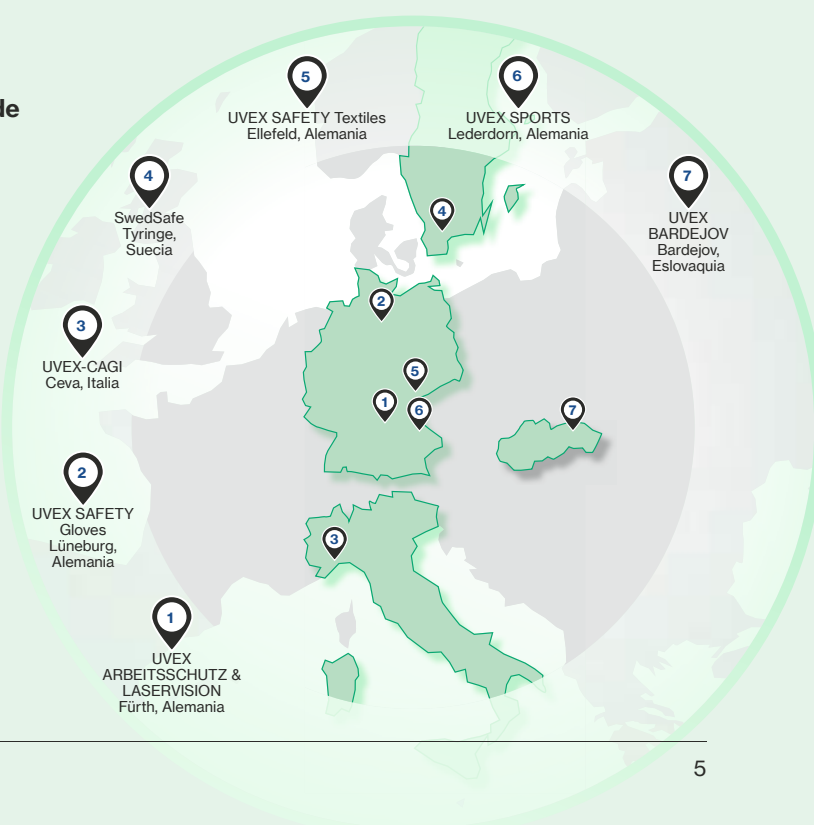 de
5
UVEX SAFETY Textiles
Ellefeld, Alemania
6
UVEX SPORTS
Lederdorn, Alemania
4
SwedSafe
Tyringe,
Suecia
7
UVEX
BARDEJOV
Bardejov,
Eslovaquia
3
UVEX-CAGI
Ceva, Italia
2
UVEX SAFETY
Gloves
Lüneburg,
Alemania
1
UVEX
ARBEITSSCHUTZ &
LASERVISION
Fürth, Alemania
4
2
5
1
6
7
3
5